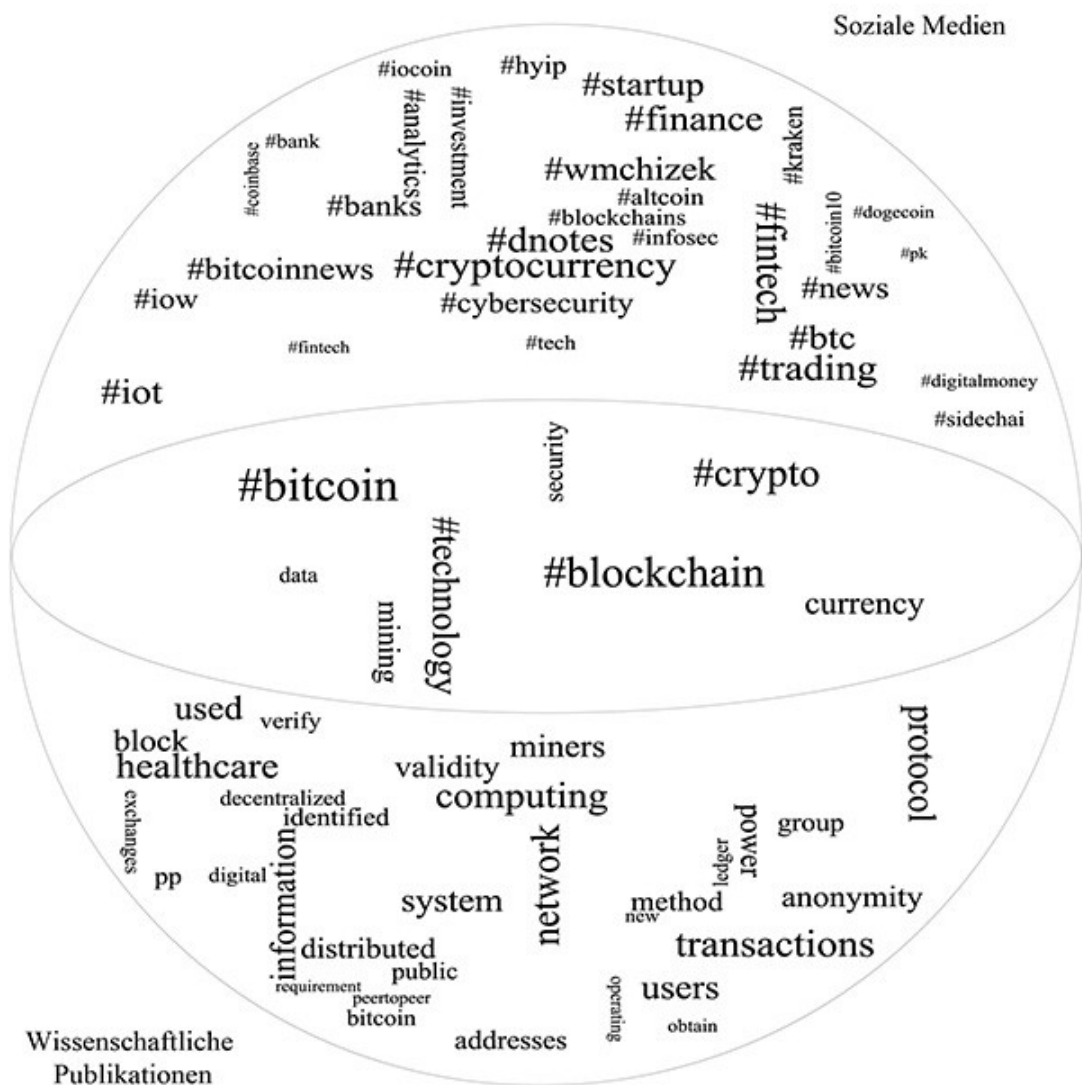 Soziale Medien
#iocoin
#hyip
#startup
#analytics
#investment
#finance
#kraken
#bank
#coinbase
#wmchizek
#altcoin
#banks
#blockchains
#fintech
#bitcoin10
#dogecoin
#dnotes
#infosec
#pk
#bitcoinnews
#cryptocurrency
#news
#iow
#cybersecurity
#btc
#fintech
#tech
#trading
#iot
#digitalmoney
#sidechai
security
#bitcoin
#crypto
#technology
data
#blockchain
mining
currency
used
verify
protocol
block
miners
healthcare
validity
exchanges
decentralized
computing
identified
power
group
information
network
ledger
pp
digital
system
method
anonymity
new
distributed
transactions
public
requirement
peertopeer
operating
users
bitcoin
obtain
addresses
Wissenschaftliche
Publikationen